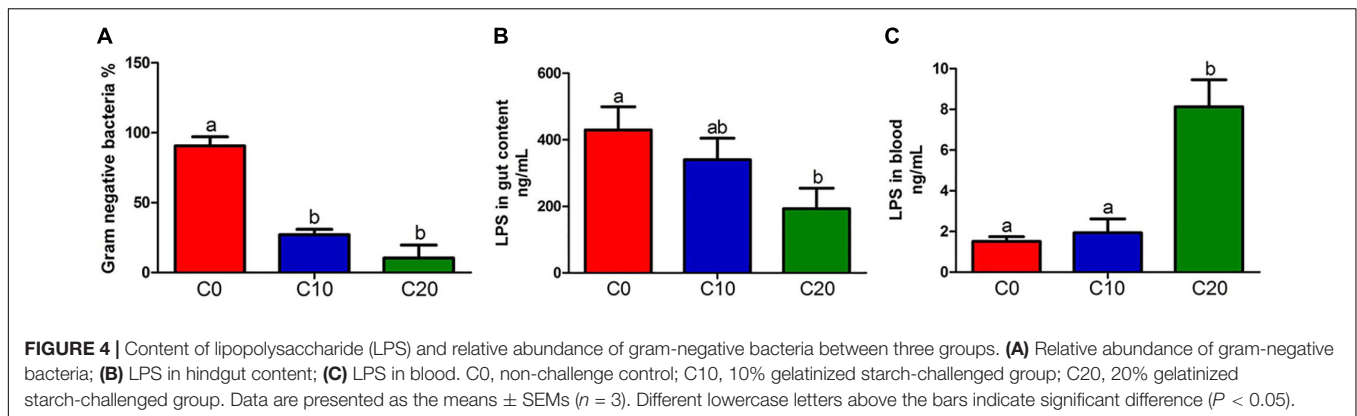 A
Gram negative bacteria %
150
100
50
0
a
b
b
C0
C10
C20
B
LPS in gut content
ng/mL
600
400
200
0
a
ab
b
C0
C10
C20
C
LPS in blood
ng/mL
10
8
6
4
2
0
a
a
b
C0
C10
C20
FIGURE 4 | Content of lipopolysaccharide (LPS) and relative abundance of gram-negative bacteria between three groups. (A) Relative abundance of gram-negative
bacteria; (B) LPS in hindgut content; (C) LPS in blood. C0, non-challenge control; C10, 10% gelatinized starch-challenged group; C20, 20% gelatinized
starch-challenged group. Data are presented as the means ± SEMs (n = 3). Different lowercase letters above the bars indicate significant difference (P < 0.05).